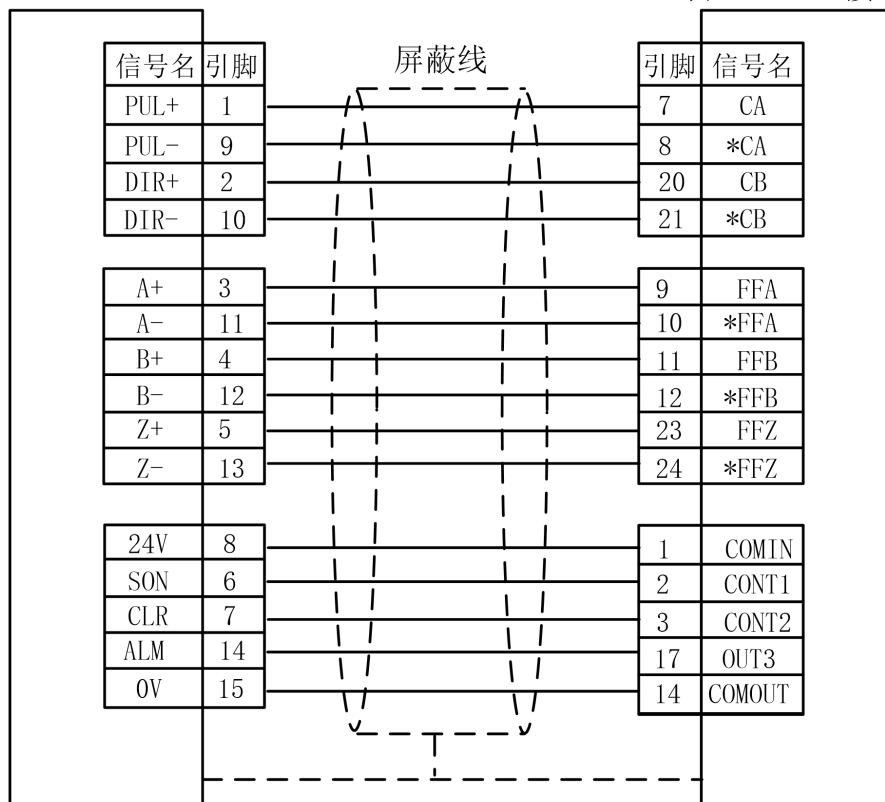 屏蔽线
信号名 引脚 引脚 信号名
PUL+ 1 7 CA
PUL- 9 8 *CA
DIR+ 2 20 CB
DIR- 10 21 *CB
A+ 3 9 FFA
A- 11 10 *FFA
B+ 4 11 FFB
B- 12 12 *FFB
Z+ 5 23 FFZ
Z- 13 24 *FFZ
24V 8 1 COMIN
SON 6 2 CONT1
CLR 7 3 CONT2
ALM 14 17 OUT3
0V 15 14 COMOUT